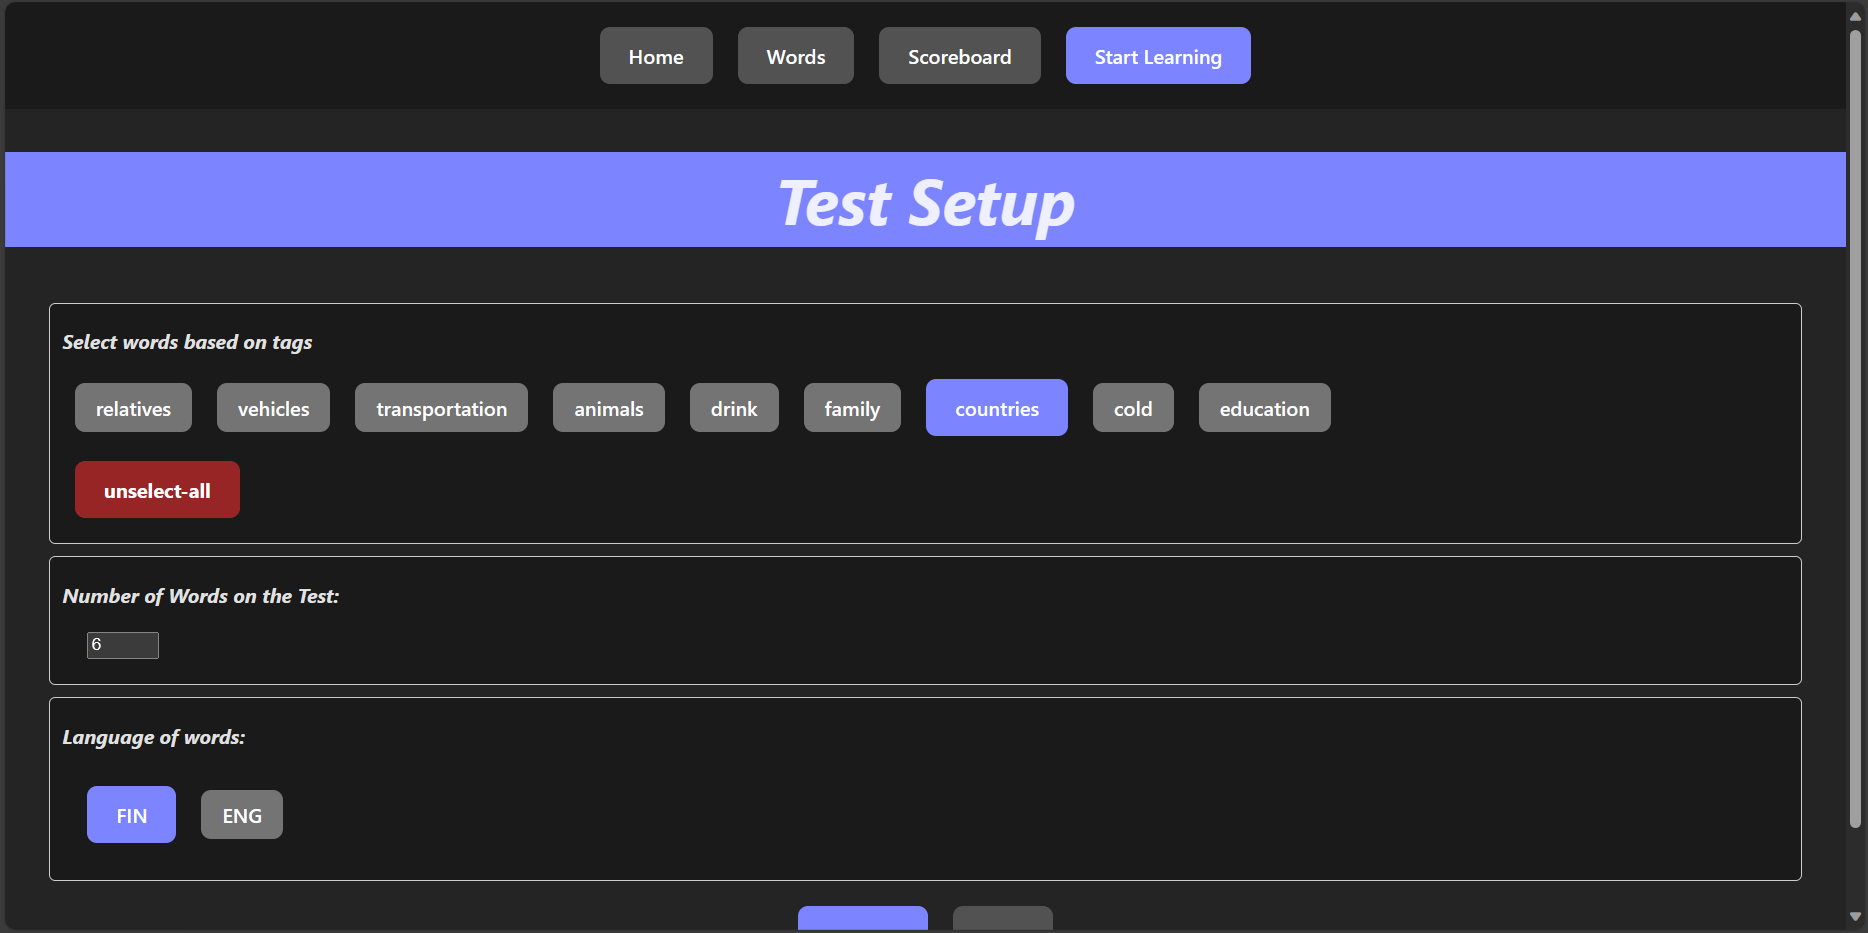 Home Words Scoreboard Start Learning
Test Setup
Select words based on tags
relatives vehicles transportation animals drink family countries cold education
unselect-all
Number of Words on the Test:
6
Language of words:
FIN ENG